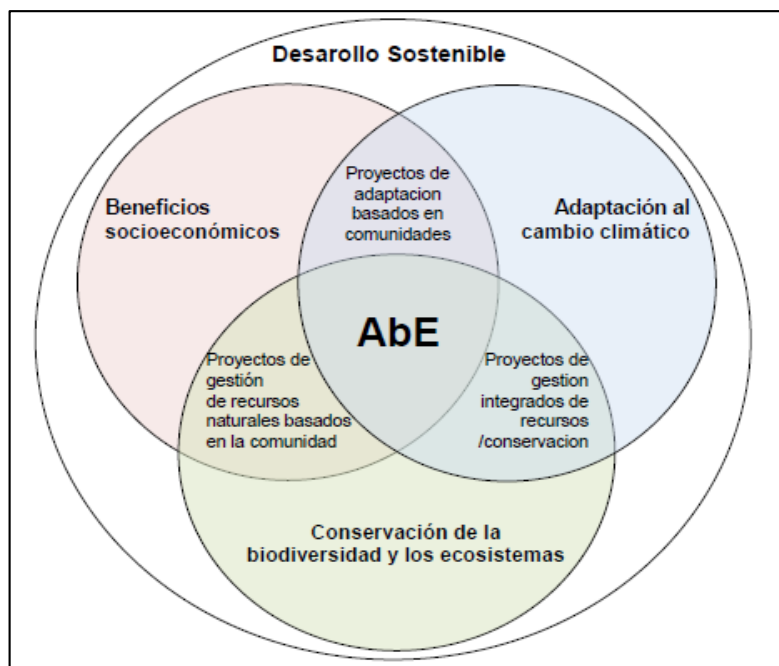 Desarollo Sostenible
Beneficios
socioeconómicos
Proyectos de
adaptacion
basados en
comunidades
Adaptación al
cambio climático
AbE
Proyectos de
gestión
de recursos
naturales basados
en la comunidad
Proyectos de
gestion
integrados de
recursos
/conservacion
Conservación de la
biodiversidad y los ecosistemas